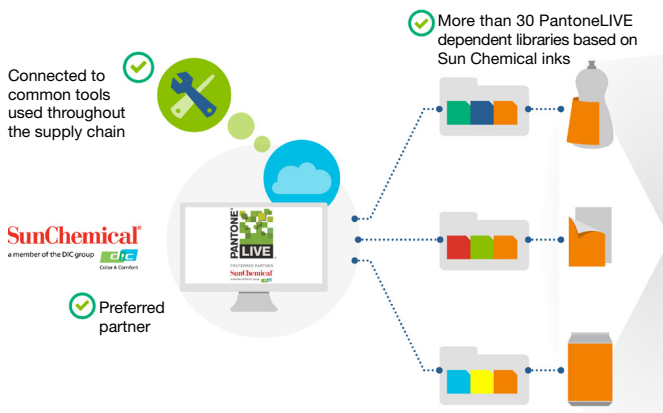 More than 30 PantoneLIVE
dependent libraries based on
Sun Chemical inks
Connected to
common tools
used throughout
the supply chain
PANTONE®
LIVE
PREFERRED PARTNER
SunChemical
SunChemical®
a member of the DIC group
DIC
Color & Comfort
Preferred
partner